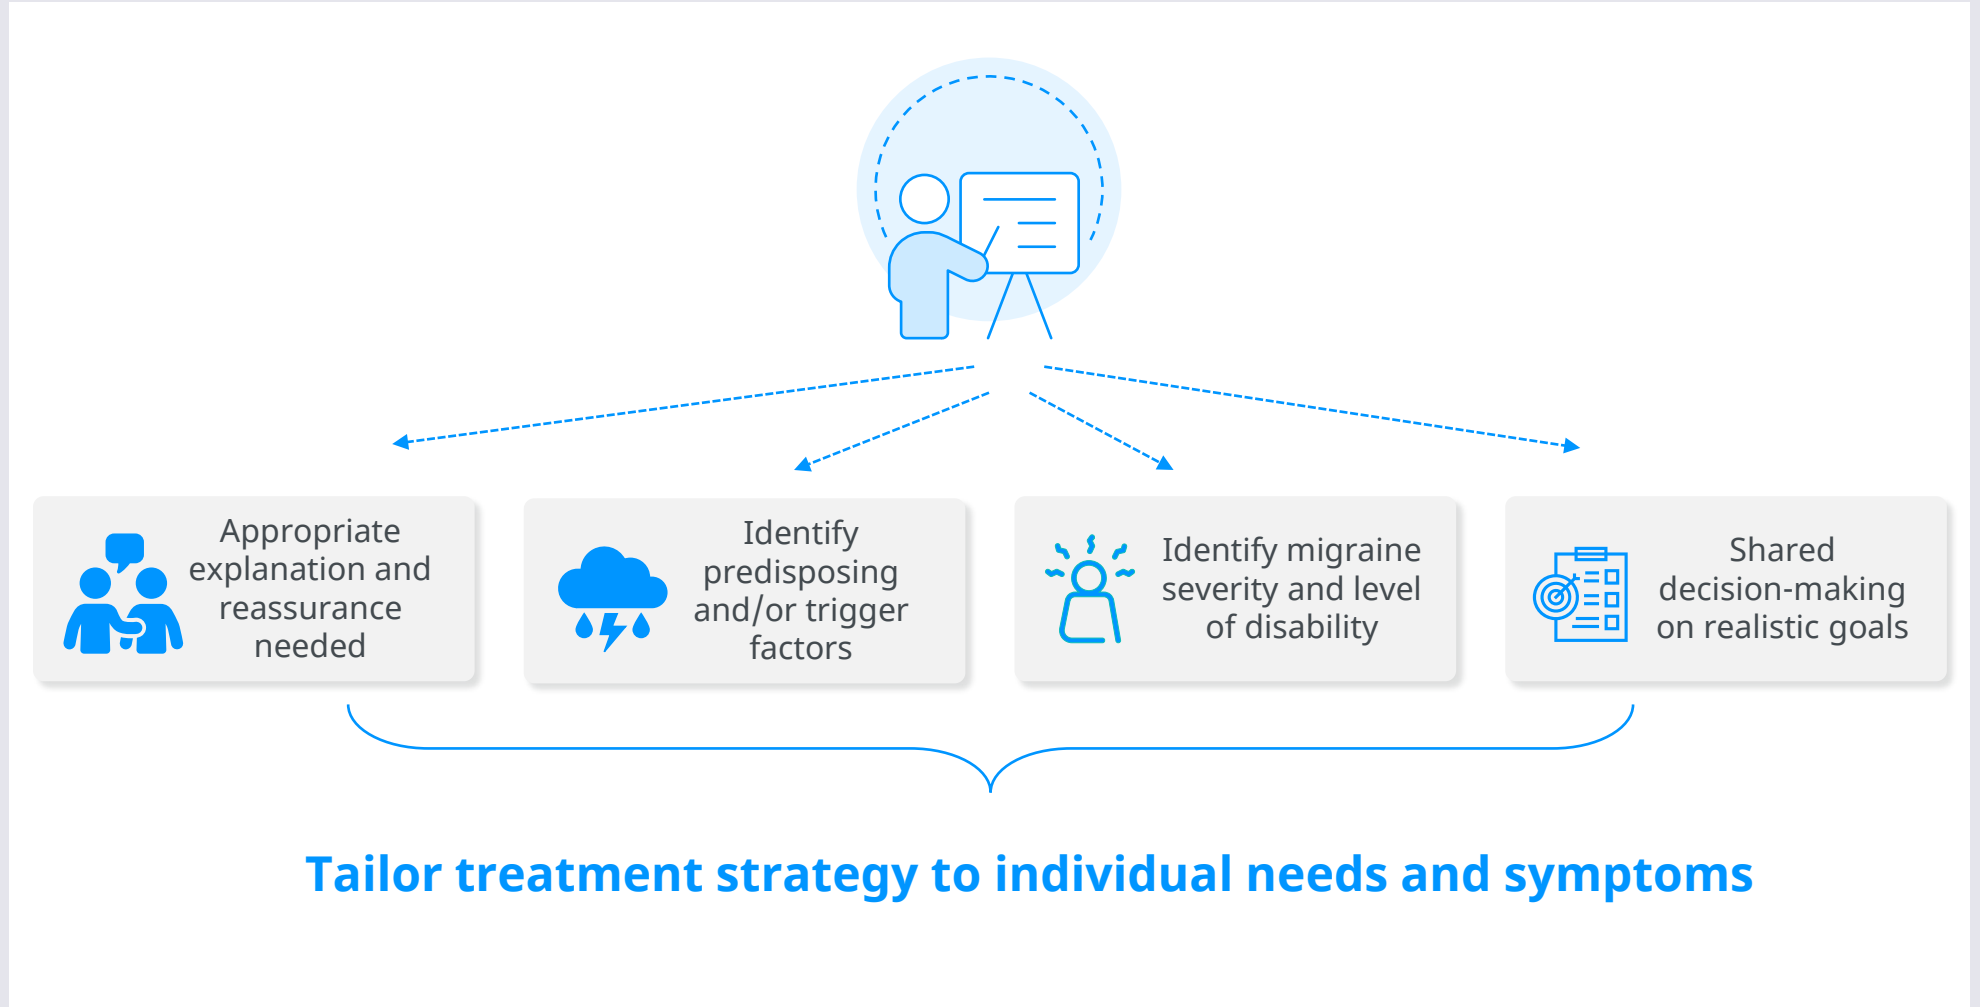 Appropriate
explanation and
reassurance
needed
Identify
predisposing
and/or trigger
factors
Identify migraine
severity and level
of disability
Shared
decision-making
on realistic goals
Tailor treatment strategy to individual needs and symptoms